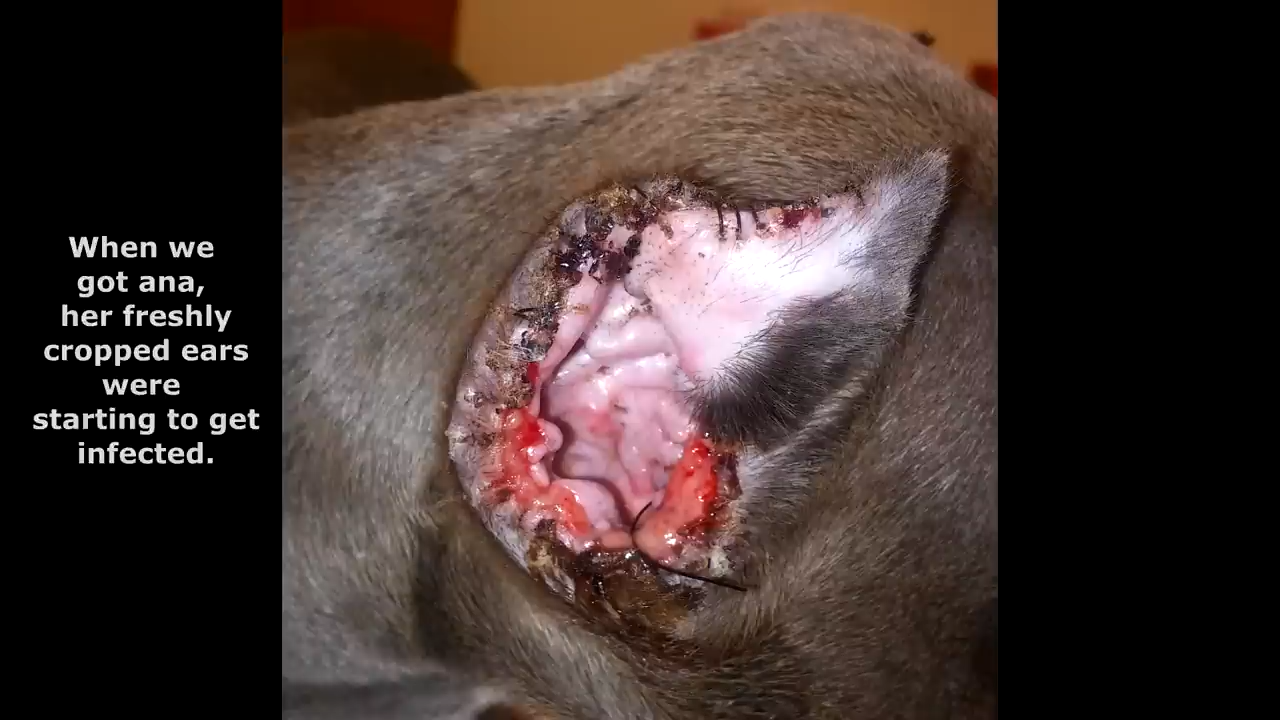 When we
got ana,
her freshly
cropped ears
were
starting to get
infected.